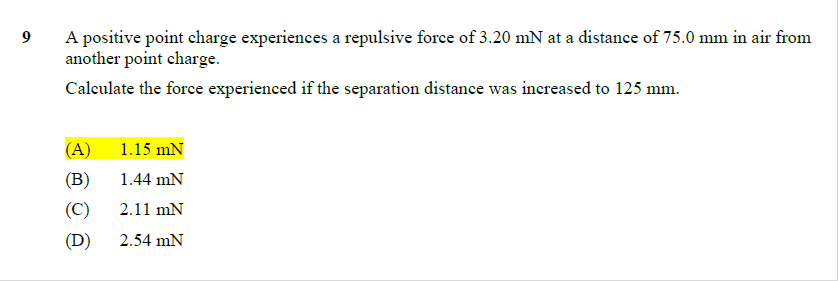 9 A positive point charge experiences a repulsive force of 3.20 mN at a distance of 75.0 mm in air from
another point charge.
Calculate the force experienced if the separation distance was increased to 125 mm.
(A) 1.15 mN
(B) 1.44 mN
(C) 2.11 mN
(D) 2.54 mN